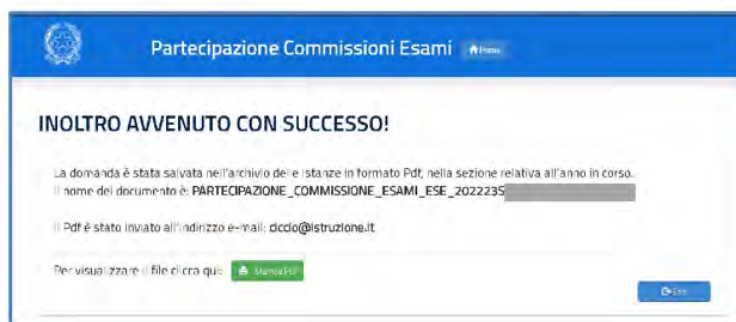 Partecipazione Commissioni Esami Home
INOLTRO AVVENUTO CON SUCCESSO!
La domanda è stata salvata nell'archivio delle istanze in formato Pdf, nella sezione relativa all'anno in corso.
Il nome del documento è: PARTECIPAZIONE_COMMISSIONE_ESAMI_ESE_202223S
Il Pdf è stato inviato all'indirizzo e-mail: ciccio@istruzione.it
Per visualizzare il file clicca qui: Stampa Pdf
Esci